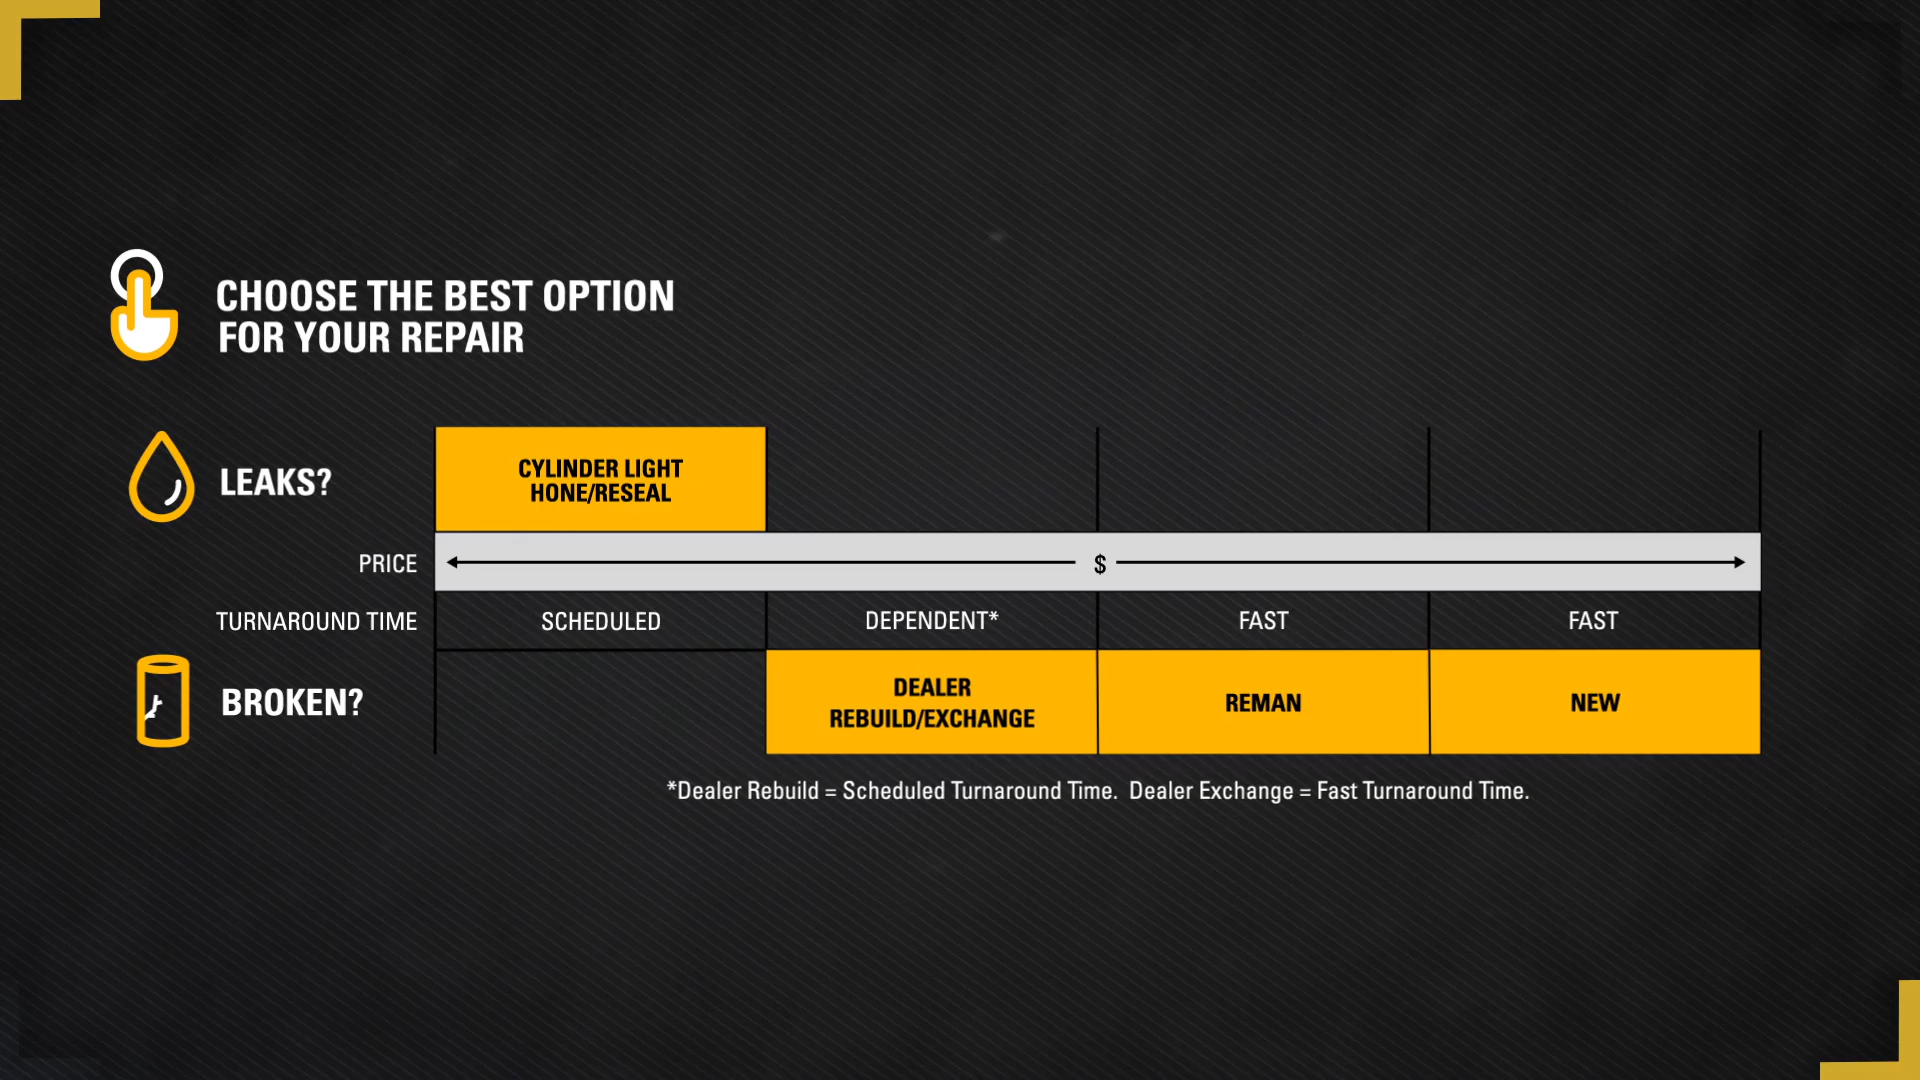 CHOOSE THE BEST OPTION
FOR YOUR REPAIR
LEAKS?
CYLINDER LIGHT
HONE/RESEAL
PRICE
$
TURNAROUND TIME
SCHEDULED
DEPENDENT*
FAST
FAST
BROKEN?
DEALER
REBUILD/EXCHANGE
REMAN
NEW
*Dealer Rebuild = Scheduled Turnaround Time.  Dealer Exchange = Fast Turnaround Time.